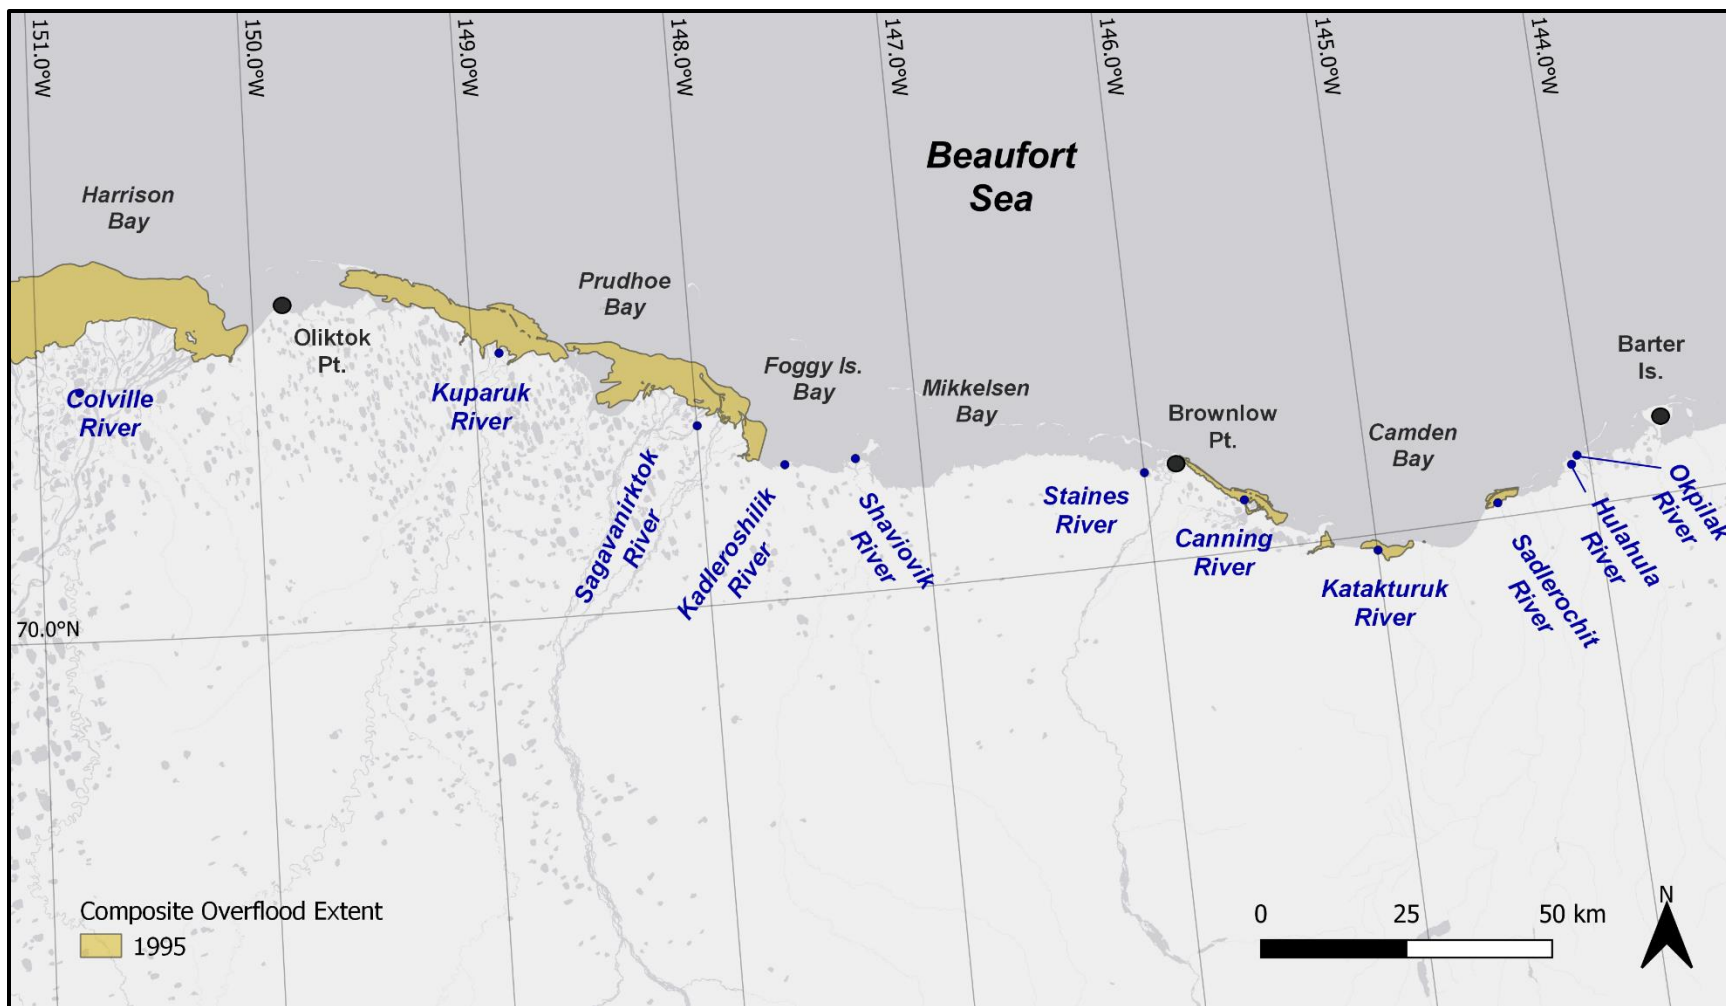 151.0°W
150.0°W
149.0°W
148.0°W
147.0°W
146.0°W
145.0°W
144.0°W
Beaufort
Sea
Harrison
Bay
Prudhoe
Bay
Oliktok
Pt.
Foggy Is.
Bay
Mikkelsen
Bay
Brownlow
Pt.
Camden
Bay
Barter
Is.
Colville
River
Kuparuk
River
Sagavanirktok
River
Kadleroshilik
River
Shaviovik
River
Staines
River
Canning
River
Katakturuk
River
Sadlerochit
River
Hulahula
River
Okpilak
River
70.0°N
Composite Overflood Extent
1995
0 25 50 km
N